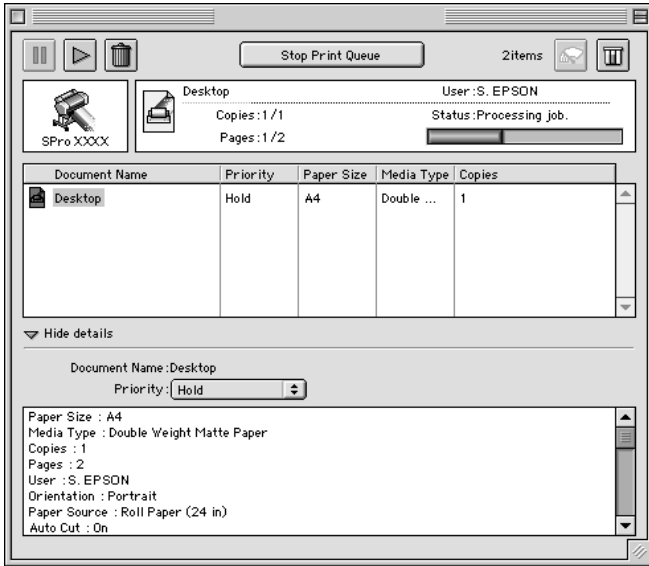 Stop Print Queue
2items
SPro XXXX
Desktop
User:S. EPSON
Copies:1/1
Status:Processing job.
Pages:1/2
Document Name Priority Paper Size Media Type Copies
Desktop Hold A4 Double ... 1
Hide details
Document Name:Desktop
Priority: Hold
Paper Size : A4
Media Type : Double Weight Matte Paper
Copies : 1
Pages : 2
User : S. EPSON
Orientation : Portrait
Paper Source : Roll Paper (24 in)
Auto Cut : On